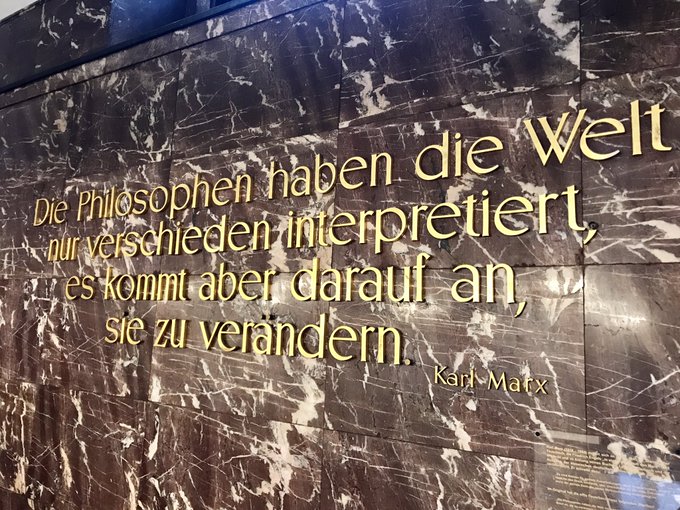 Die Philosophen haben die Welt
nur verschieden interpretiert,
es kommt aber darauf an,
sie zu verändern.
Karl Marx